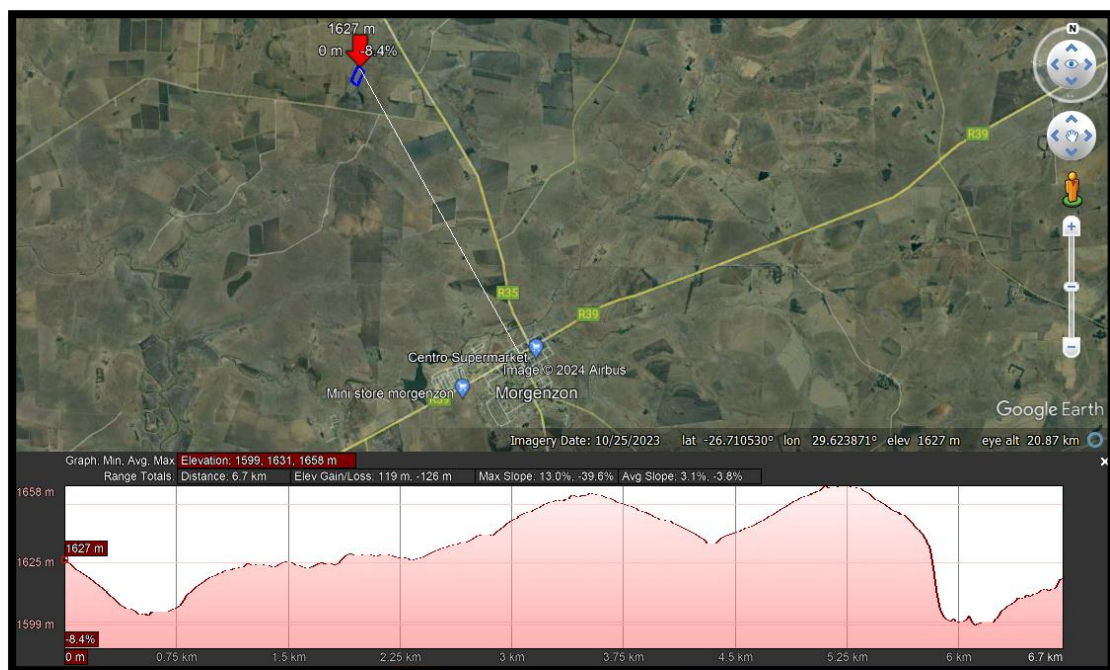 1627 m
0 m -8.4%
N
R39
R35
R39
Centro Supermarket
Image © 2024 Airbus
Mini store morgenzon
Morgenzon
R39
Google Earth
Imagery Date: 10/25/2023 lat -26.710530° lon 29.623871° elev 1627 m eye alt 20.87 km
Graph: Min, Avg, Max Elevation: 1599, 1631, 1658 m
Range Totals: Distance: 6.7 km Elev Gain/Loss: 119 m, -126 m Max Slope: 13.0%, -39.6% Avg Slope: 3.1%, -3.8%
1658 m
1627 m
1625 m
1599 m
-8.4%
0 m 0.75 km 1.5 km 2.25 km 3 km 3.75 km 4.5 km 5.25 km 6 km 6.7 km